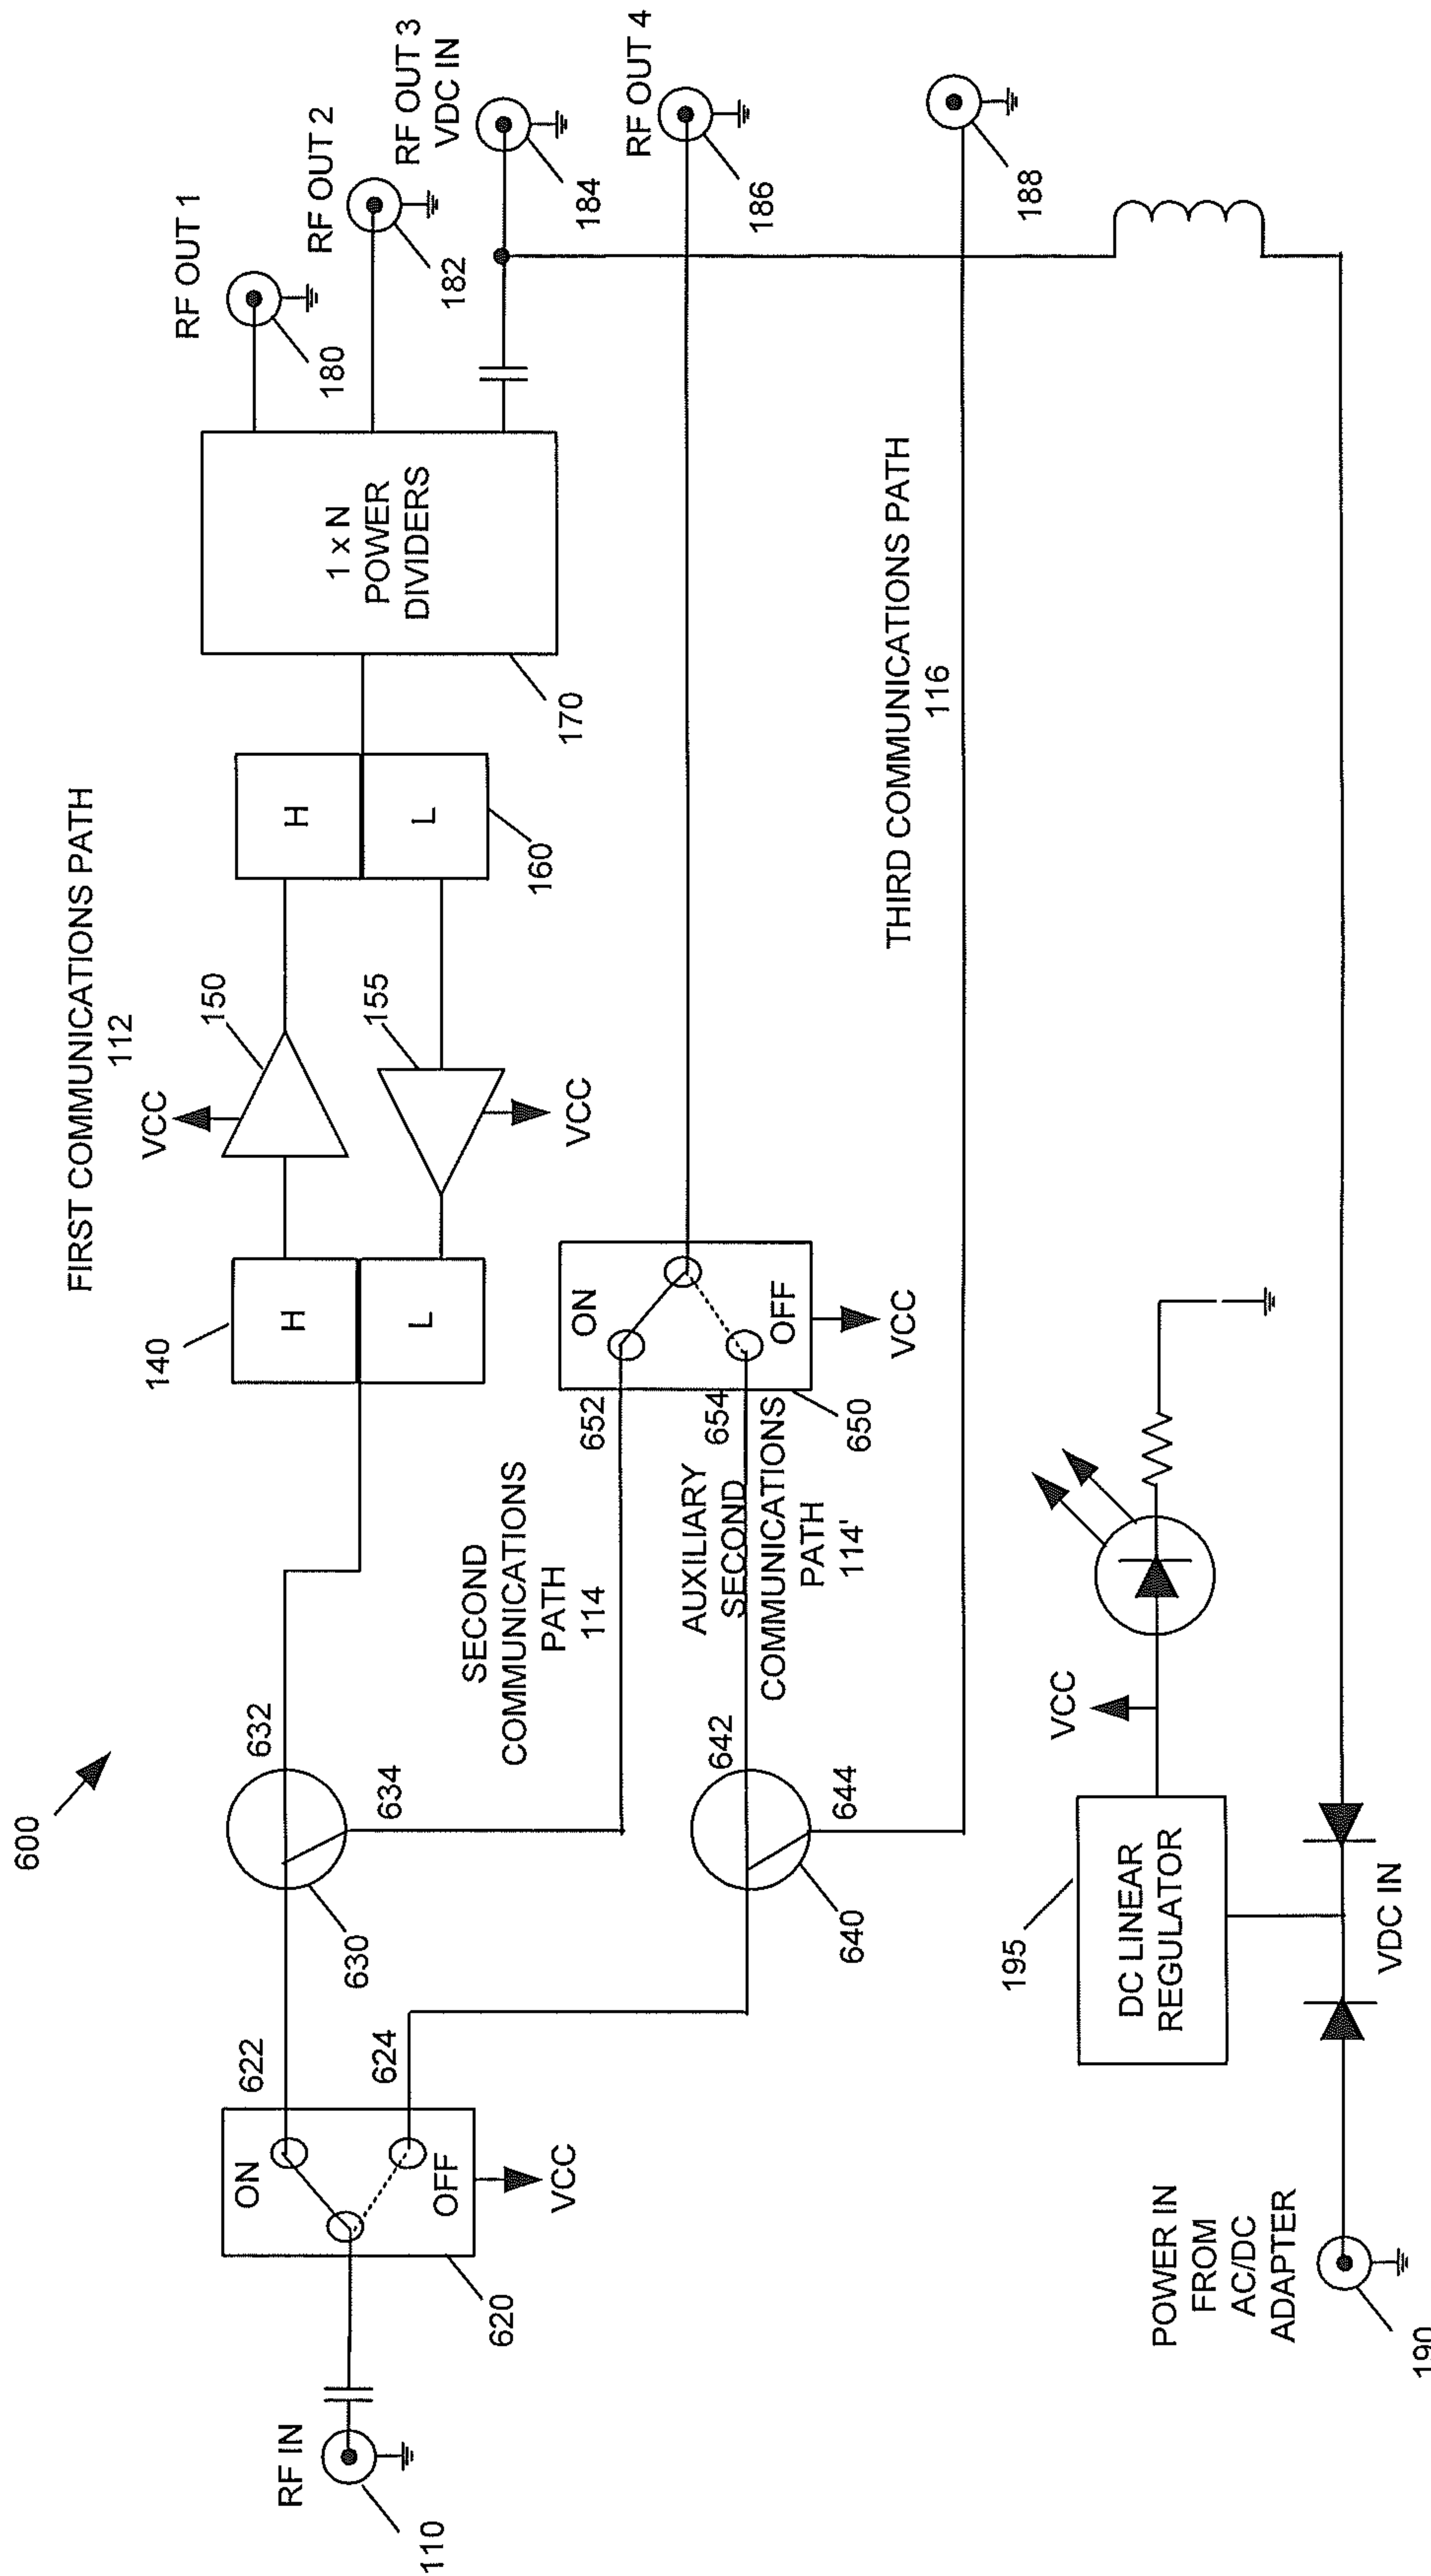 600
FIRST COMMUNICATIONS PATH
112
RF IN
110
ON
OFF
620
VCC
622
624
630
632
634
640
642
644
SECOND
COMMUNICATIONS
PATH
114
AUXILIARY
SECOND
COMMUNICATIONS
PATH
114'
140
H
L
VCC
150
155
VCC
H
L
160
1 x N
POWER
DIVIDERS
170
652
654
ON
OFF
650
VCC
RF OUT 1
180
RF OUT 2
182
RF OUT 3
VDC IN
184
RF OUT 4
186
THIRD COMMUNICATIONS PATH
116
188
195
DC LINEAR
REGULATOR
VCC
VDC IN
POWER IN
FROM
AC/DC
ADAPTER
190